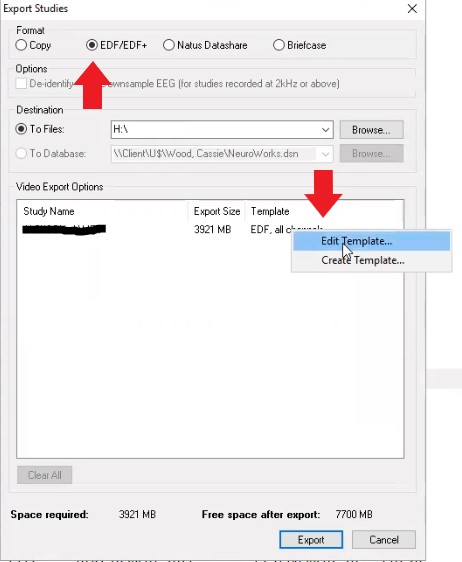 Export Studies
Format
Copy EDF/EDF+ Natus Datashare Briefcase
Options
De-identify ownsample EEG (for studies recorded at 2kHz or above)
Destination
To Files: H:\ Browse...
To Database: \\Client\U$\Wood, Cassie\NeuroWorks.dsn Browse...
Video Export Options
Study Name Export Size Template
3921 MB EDF, all channels
Edit Template...
Create Template...
Clear All
Space required: 3921 MB Free space after export: 7700 MB
Export Cancel